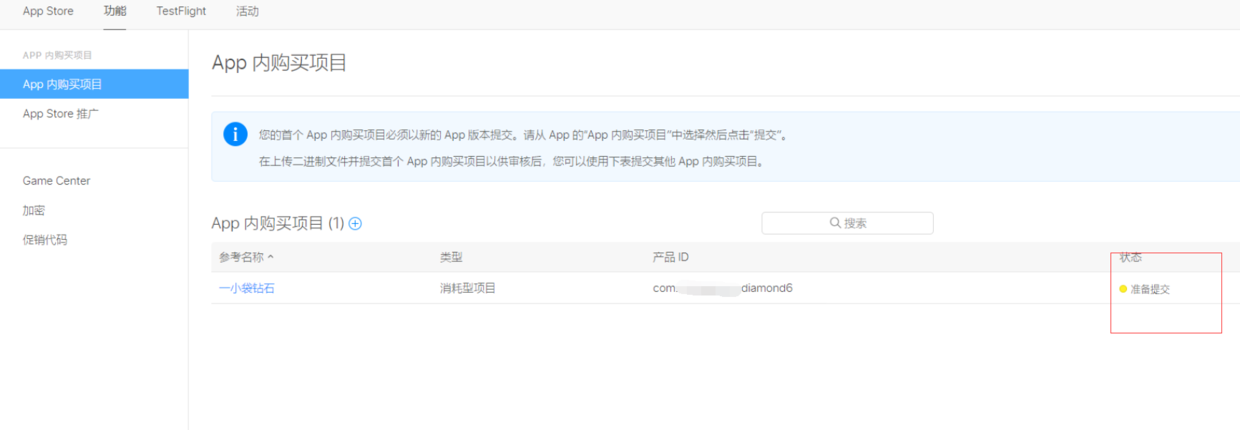 App Store 功能 TestFlight 活动
APP 内购买项目
App 内购买项目
App Store 推广
Game Center
加密
促销代码
App 内购买项目
您的首个 App 内购买项目必须以新的 App 版本提交。请从 App 的“App 内购买项目”中选择然后点击“提交”。
在上传二进制文件并提交首个 App 内购买项目以供审核后，您可以使用下表提交其他 App 内购买项目。
App 内购买项目 (1)
搜索
参考名称 类型 产品 ID 状态
一小袋钻石 消耗型项目 com. diamond6 准备提交